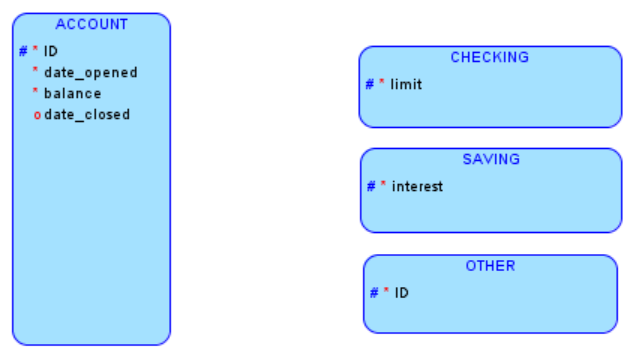 ACCOUNT
# * ID
* date_opened
* balance
o date_closed
CHECKING
# * limit
SAVING
# * interest
OTHER
# * ID